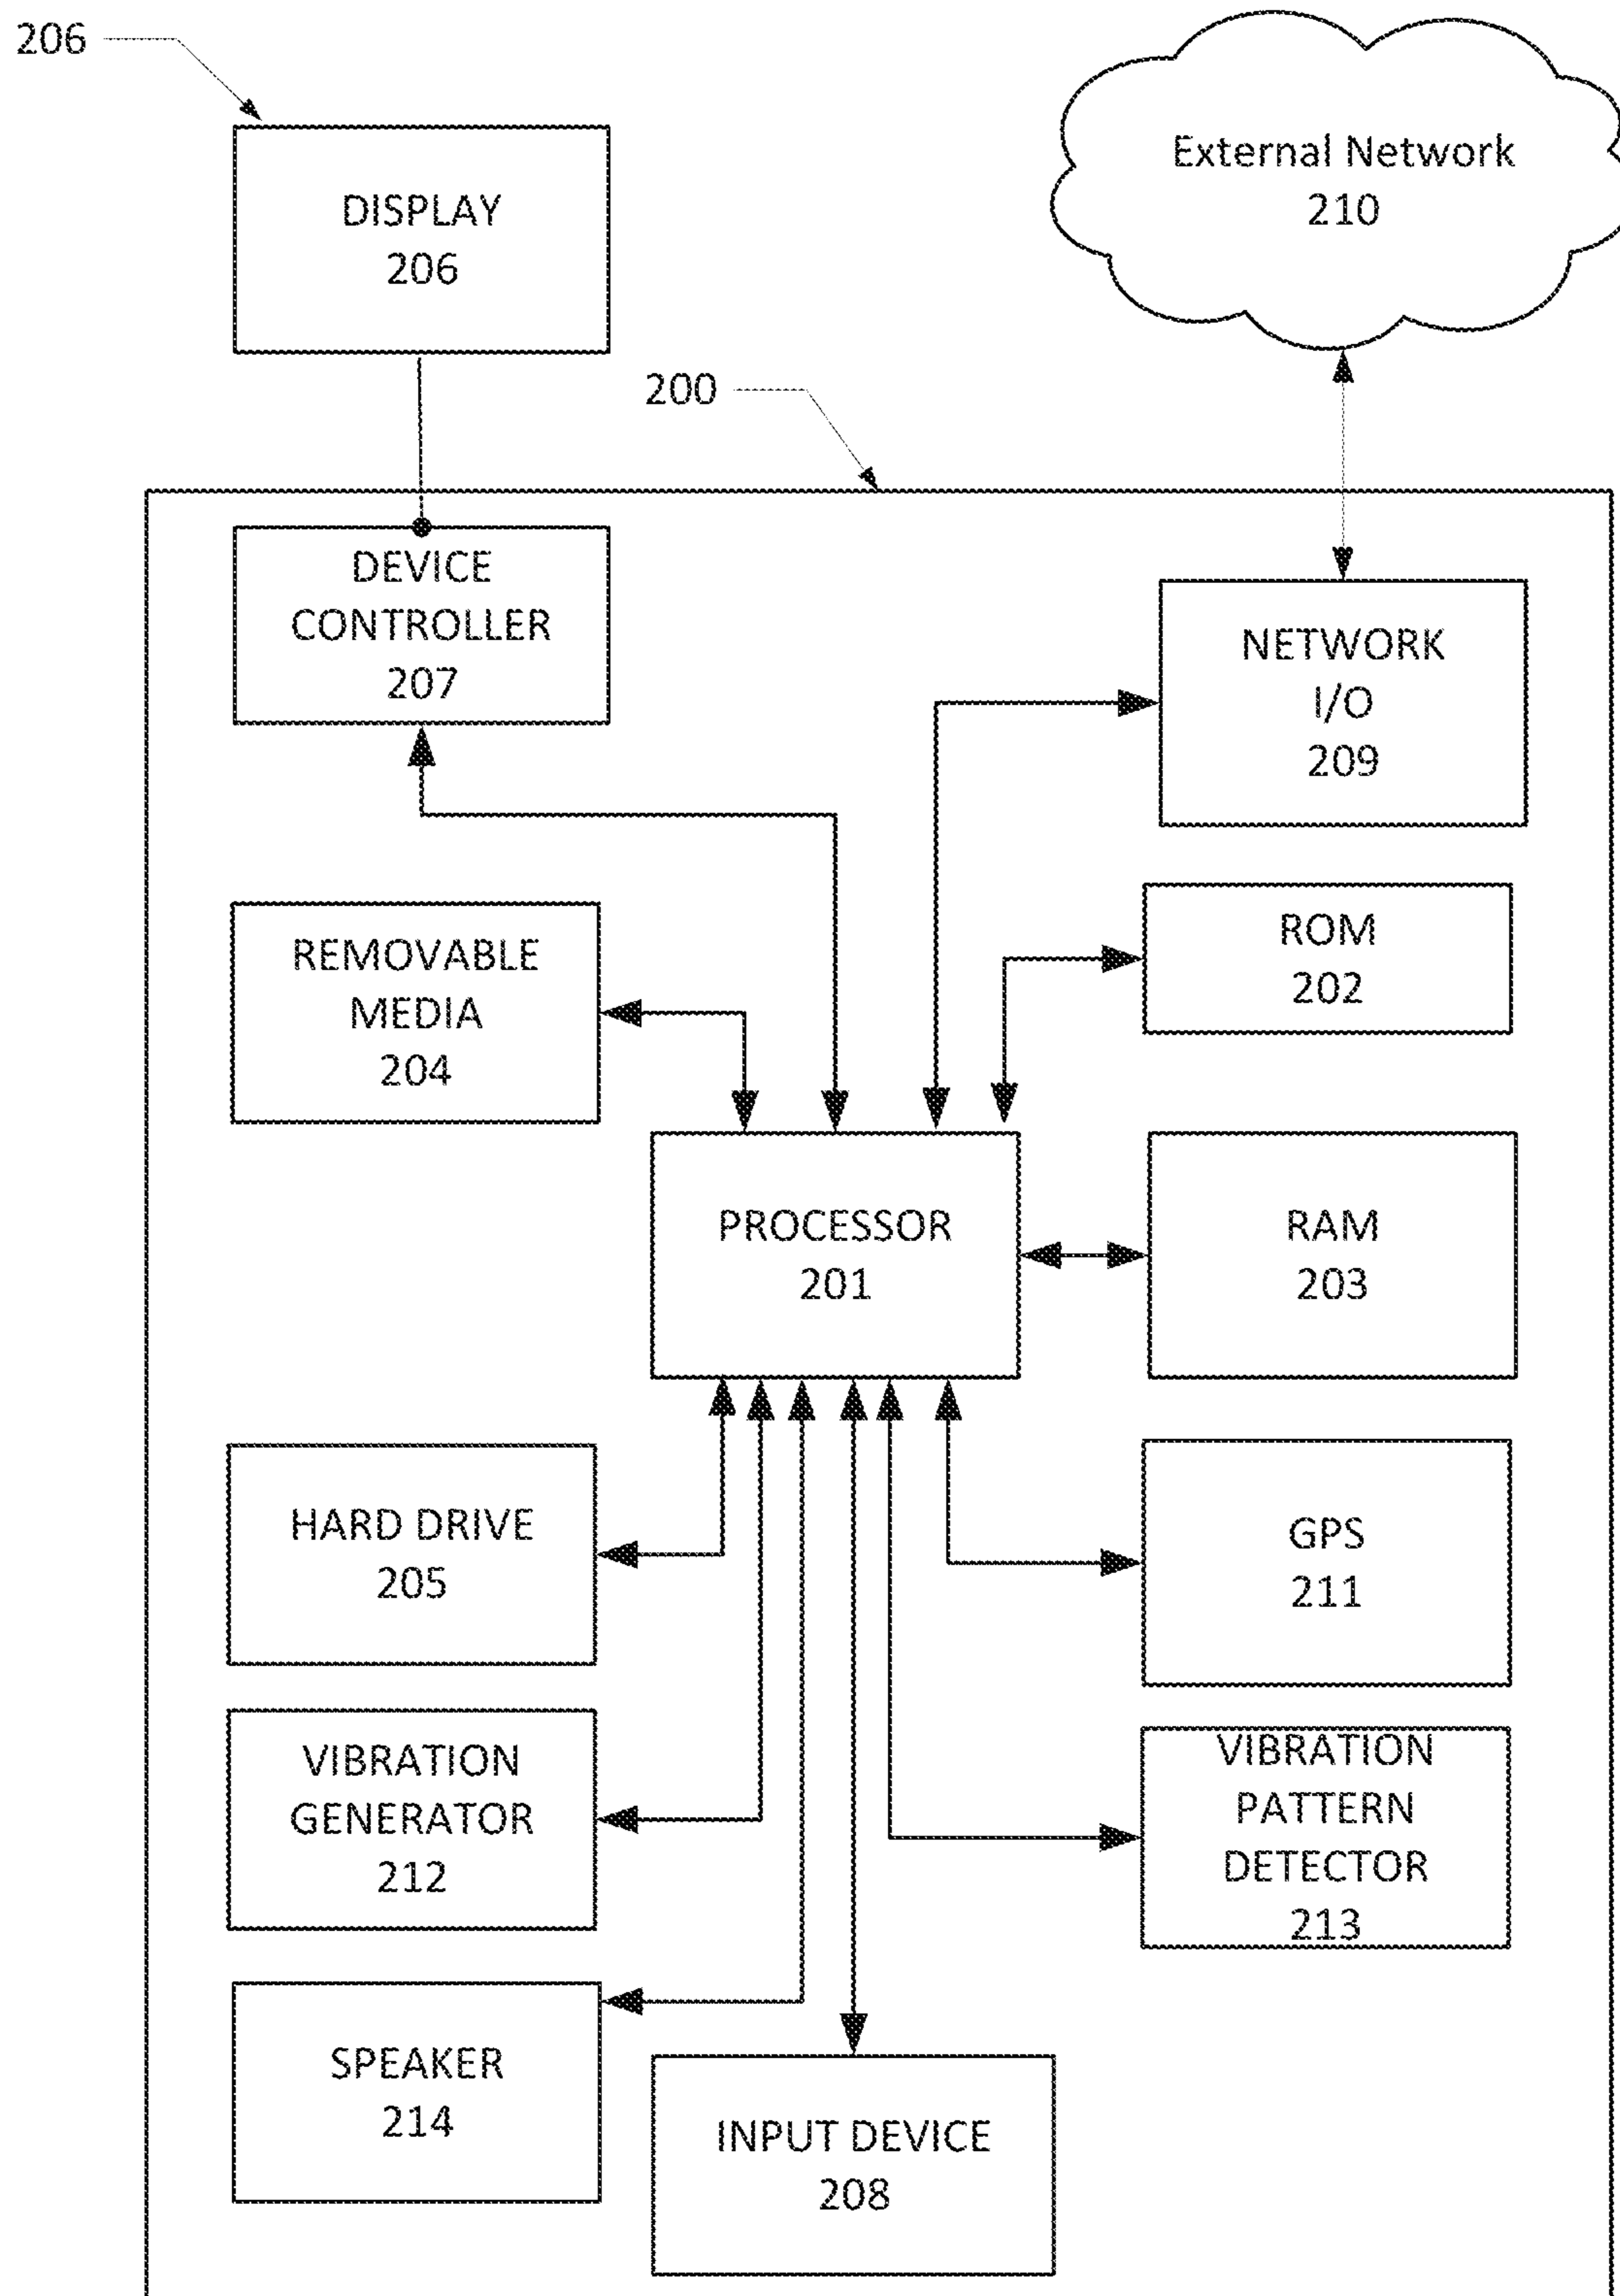 206
DISPLAY
206
External Network
210
200
DEVICE
CONTROLLER
207
NETWORK
I/O
209
REMOVABLE
MEDIA
204
ROM
202
PROCESSOR
201
RAM
203
HARD DRIVE
205
GPS
211
VIBRATION
GENERATOR
212
VIBRATION
PATTERN
DETECTOR
213
SPEAKER
214
INPUT DEVICE
208